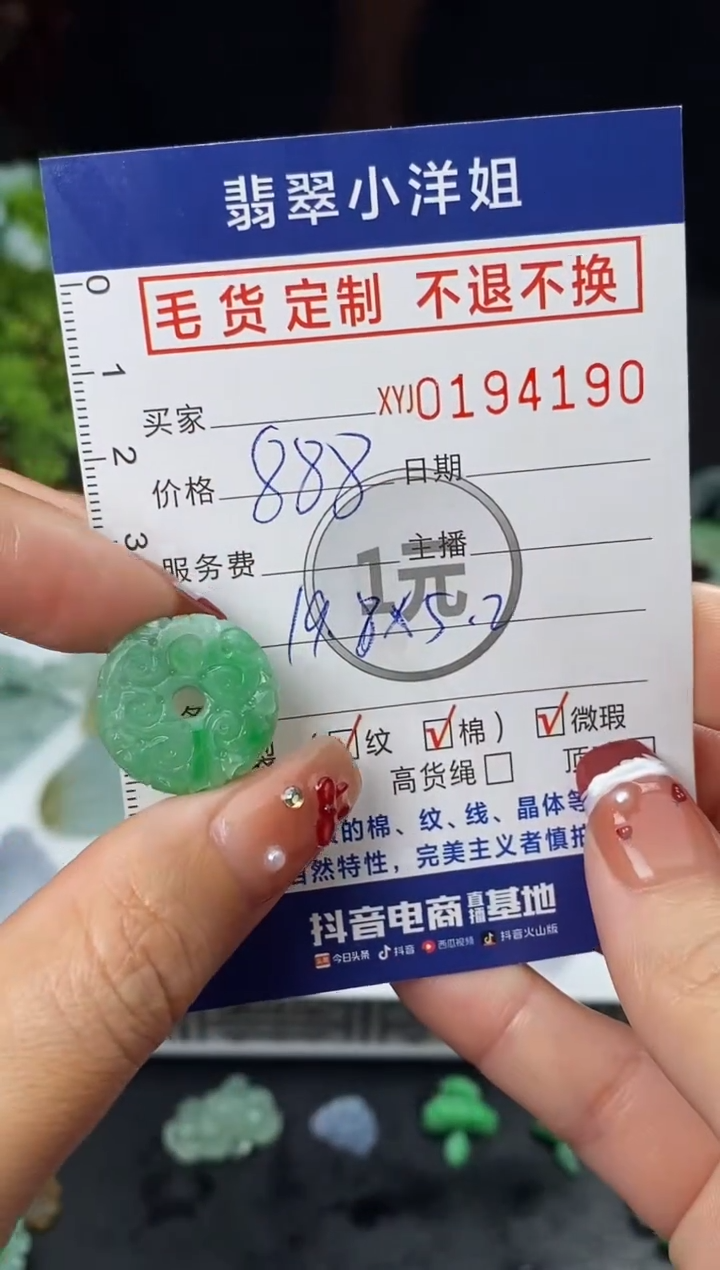 翡翠小洋姐
毛货定制 不退不换
0
1
2
3
买家 XYJ0194190
价格 888 日期
服务费 主播
1元
19.8×5.2
纹 棉) 微瑕
高货绳
的棉、纹、线、晶体等
自然特性，完美主义者慎拍
抖音电商直播基地
今日头条 抖音 西瓜视频 抖音火山版